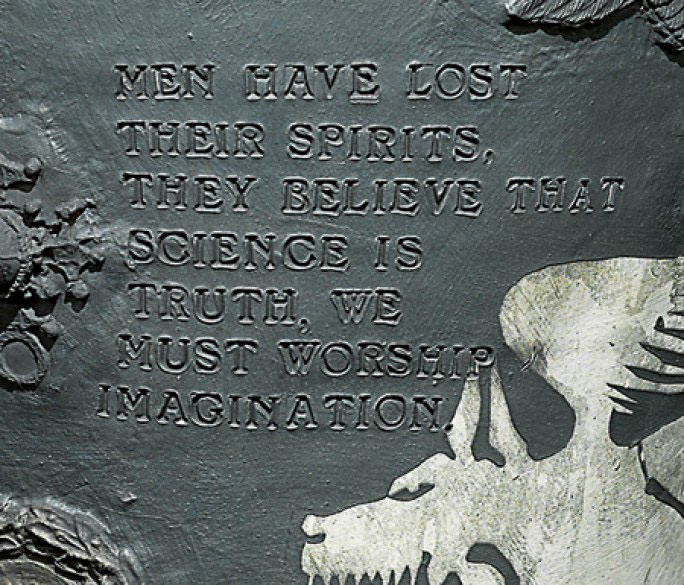 MEN HAVE LOST
THEIR SPIRITS,
THEY BELIEVE THAT
SCIENCE IS
TRUTH, WE
MUST WORSHIP
IMAGINATION.